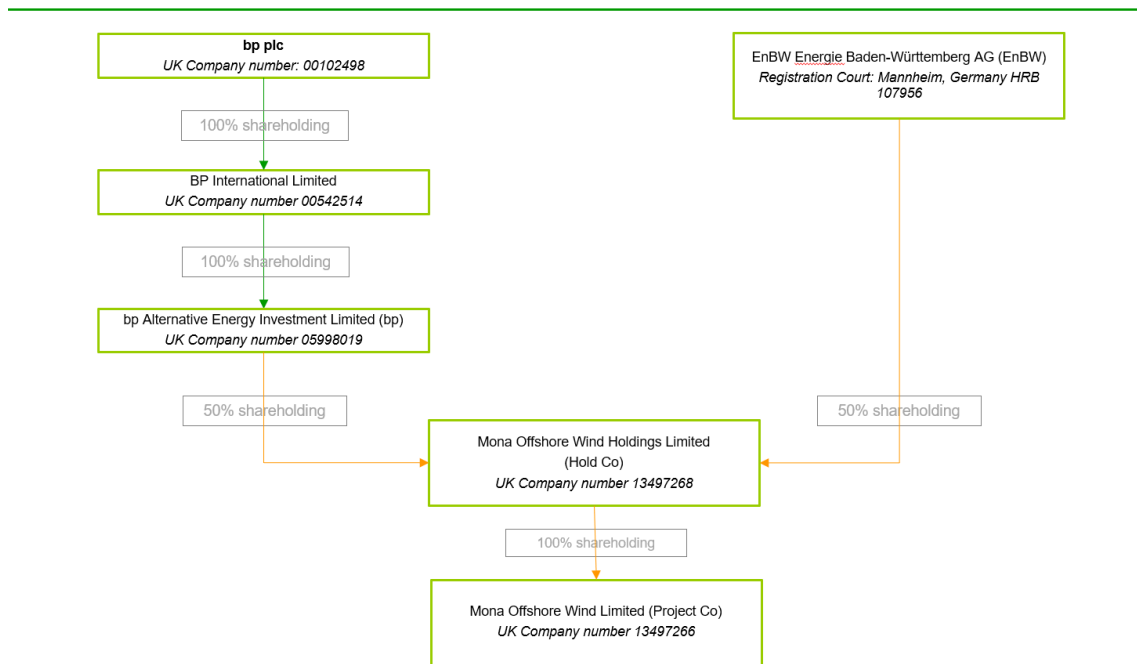 bp plc
UK Company number: 00102498
EnBW Energie Baden-Württemberg AG (EnBW)
Registration Court: Mannheim, Germany HRB
107956
100% shareholding
BP International Limited
UK Company number 00542514
100% shareholding
bp Alternative Energy Investment Limited (bp)
UK Company number 05998019
50% shareholding
50% shareholding
Mona Offshore Wind Holdings Limited
(Hold Co)
UK Company number 13497268
100% shareholding
Mona Offshore Wind Limited (Project Co)
UK Company number 13497266